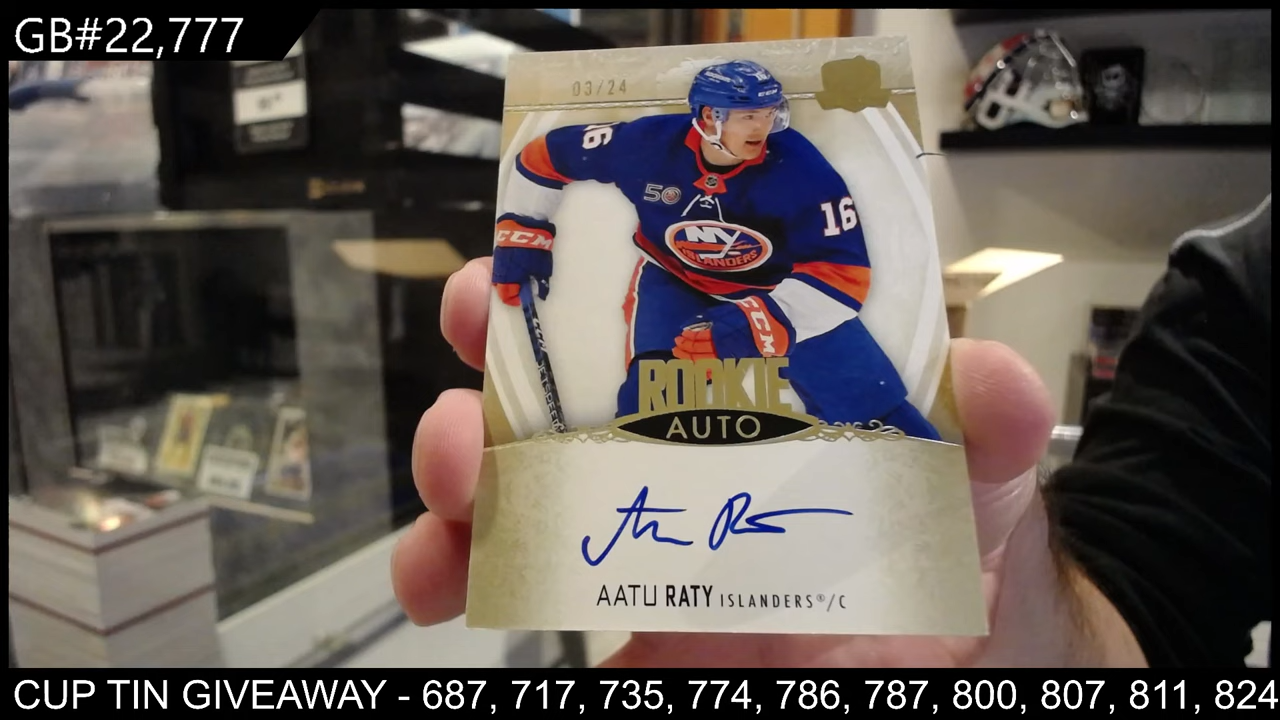 GB#22,777
03/24
16
16
50
CCM
NY
ISLANDERS
CCM
ROOKIE
AUTO
AATU RATY ISLANDERS®/C
CUP TIN GIVEAWAY - 687, 717, 735, 774, 786, 787, 800, 807, 811, 824